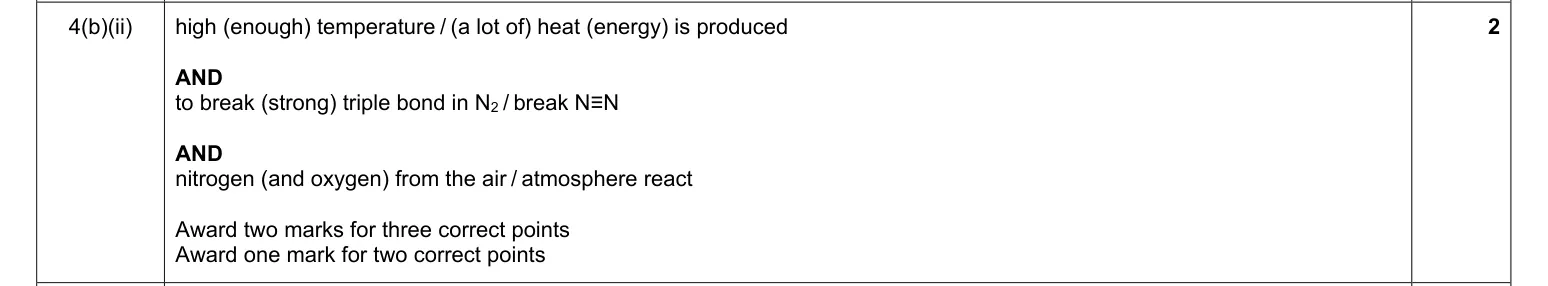 4(b)(ii) high (enough) temperature / (a lot of) heat (energy) is produced 2
AND
to break (strong) triple bond in N₂ / break N≡N
AND
nitrogen (and oxygen) from the air / atmosphere react
Award two marks for three correct points
Award one mark for two correct points